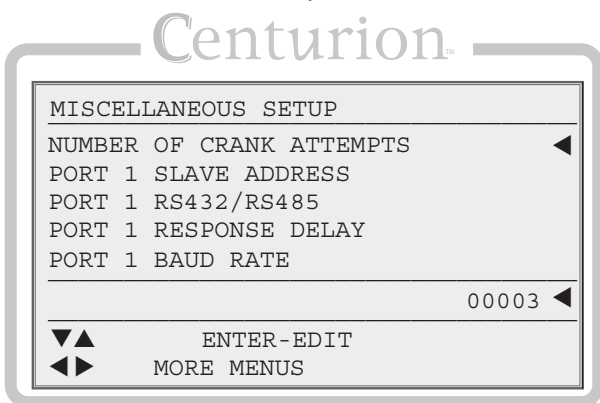 Centurion™
MISCELLANEOUS SETUP
NUMBER OF CRANK ATTEMPTS ◀
PORT 1 SLAVE ADDRESS
PORT 1 RS432/RS485
PORT 1 RESPONSE DELAY
PORT 1 BAUD RATE
00003 ◀
▼▲ ENTER-EDIT
◀▶ MORE MENUS